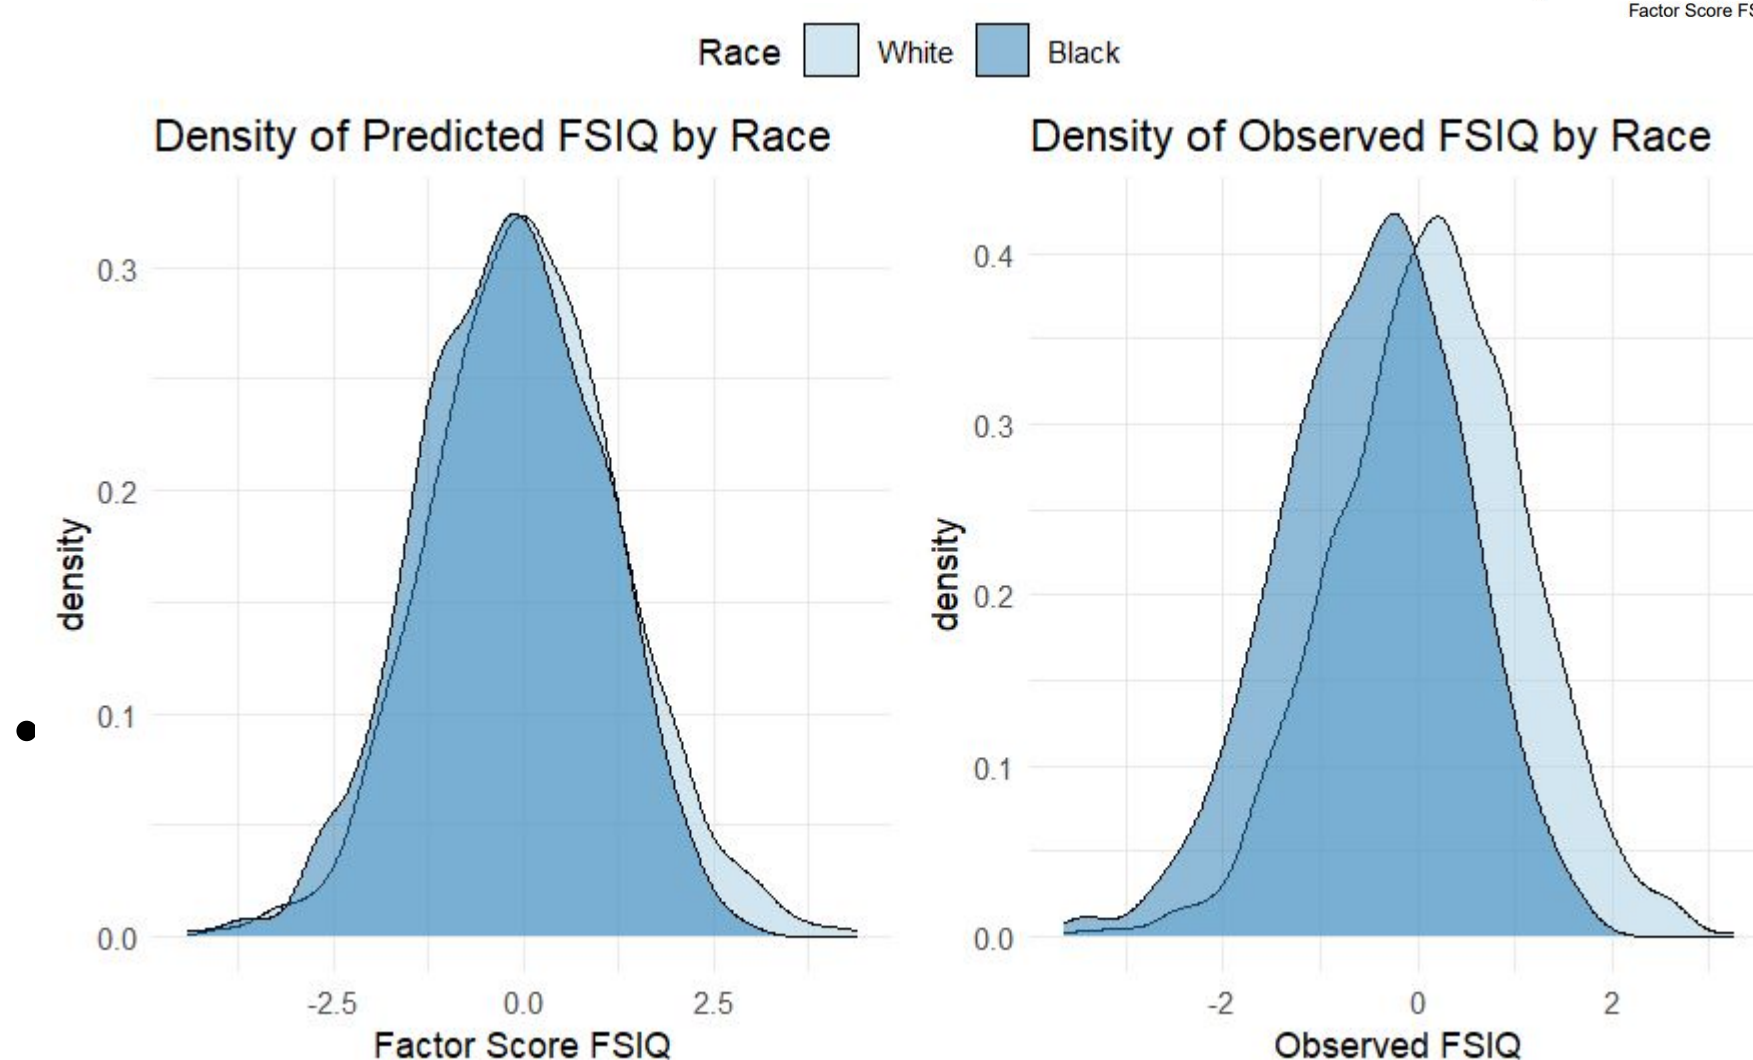 Factor Score FS
Race White Black
Density of Predicted FSIQ by Race
0.3
0.2
0.1
0.0
density
-2.5 0.0 2.5
Factor Score FSIQ
Density of Observed FSIQ by Race
0.4
0.3
0.2
0.1
0.0
density
-2 0 2
Observed FSIQ